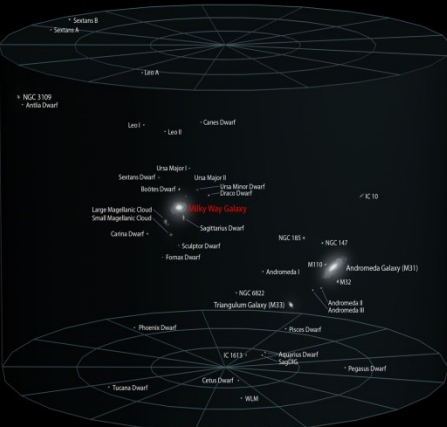 Sextans B
Sextans A
Leo A
NGC 3109
Antlia Dwarf
Leo I
Canes Dwarf
Leo II
Ursa Major I
Sextans Dwarf
Ursa Major II
Boötes Dwarf
Ursa Minor Dwarf
Draco Dwarf
IC 10
Milky Way Galaxy
Large Magellanic Cloud
Small Magellanic Cloud
Sagittarius Dwarf
Carina Dwarf
NGC 185
NGC 147
Sculptor Dwarf
Fornax Dwarf
M110
Andromeda Galaxy (M31)
Andromeda I
M32
NGC 6822
Triangulum Galaxy (M33)
Andromeda II
Andromeda III
Phoenix Dwarf
Pisces Dwarf
IC 1613
Aquarius Dwarf
SagDIG
Pegasus Dwarf
Cetus Dwarf
Tucana Dwarf
WLM